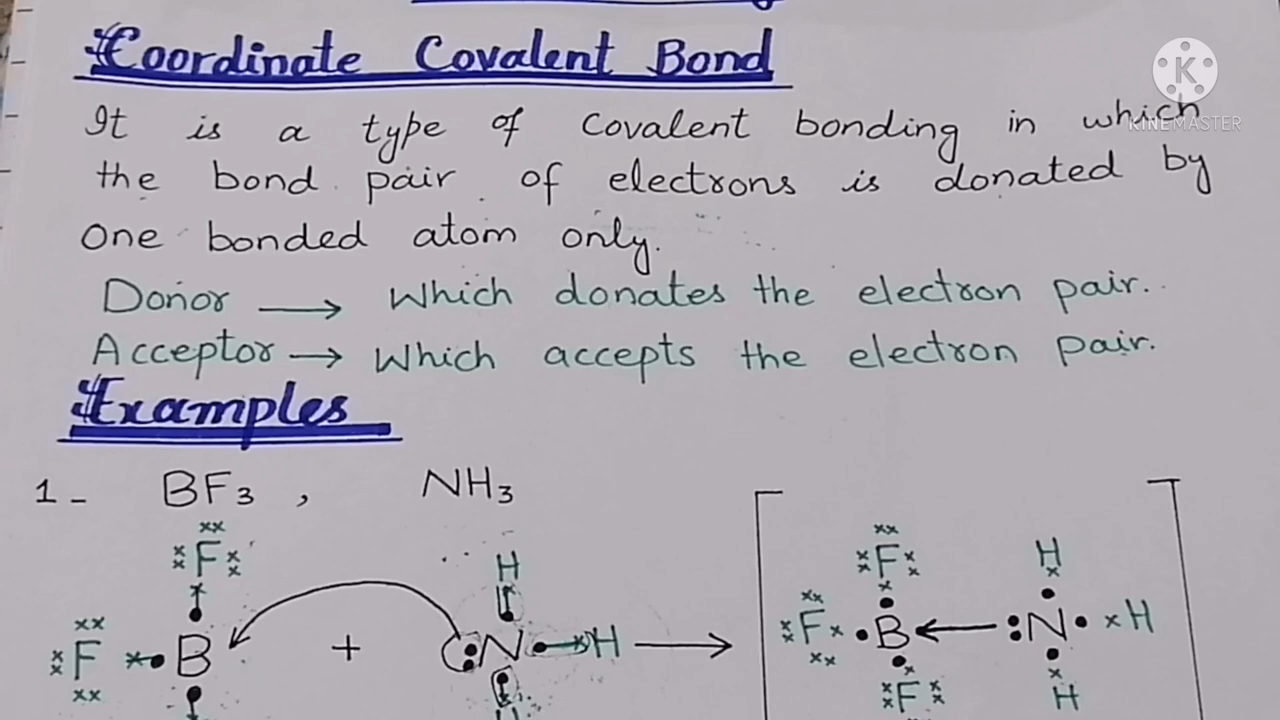 Coordinate Covalent Bond
K
KINEMASTER
It is a type of covalent bonding in which
the bond pair of electrons is donated by
one bonded atom only.
Donor → Which donates the electron pair.
Acceptor → Which accepts the electron pair.
Examples
1- BF3 , NH3
F H F H
F B + N H → F B ← N H
F H